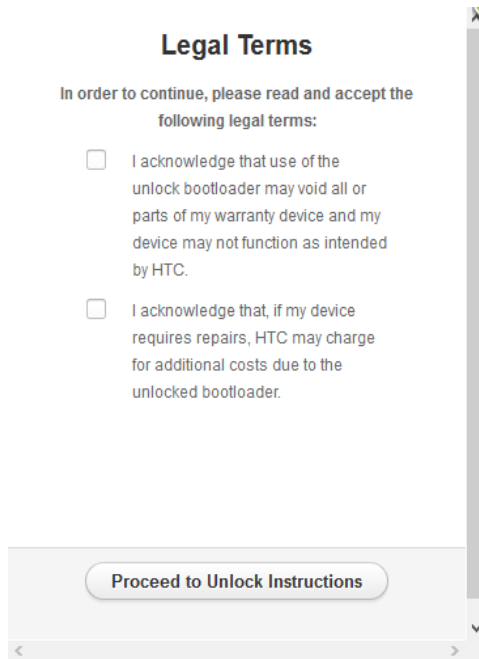 Legal Terms
In order to continue, please read and accept the
following legal terms:
I acknowledge that use of the
unlock bootloader may void all or
parts of my warranty device and my
device may not function as intended
by HTC.
I acknowledge that, if my device
requires repairs, HTC may charge
for additional costs due to the
unlocked bootloader.
Proceed to Unlock Instructions